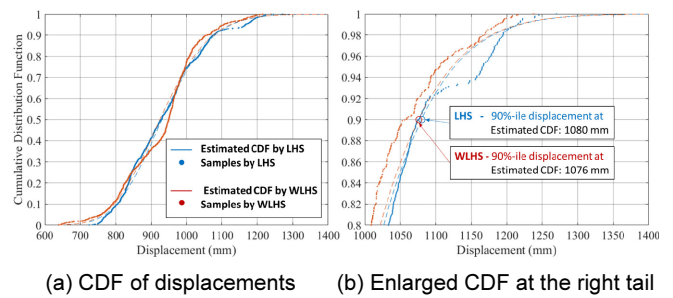 Cumulative Distribution Function
1
0.9
0.8
0.7
0.6
0.5
0.4
0.3
0.2
0.1
0
Estimated CDF by LHS
Samples by LHS
Estimated CDF by WLHS
Samples by WLHS
600 700 800 900 1000 1100 1200 1300 1400
Displacement (mm)
(a) CDF of displacements
1
0.98
0.96
0.94
0.92
0.9
0.88
0.86
0.84
0.82
0.8
LHS - 90%-ile displacement at
Estimated CDF: 1080 mm
WLHS - 90%-ile displacement at
Estimated CDF: 1076 mm
1000 1050 1100 1150 1200 1250 1300 1350 1400
Displacement (mm)
(b) Enlarged CDF at the right tail